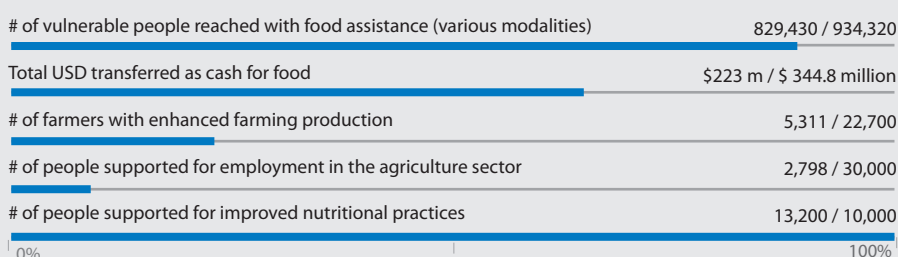 # of vulnerable people reached with food assistance (various modalities) 829,430 / 934,320
Total USD transferred as cash for food $223 m / $ 344.8 million
# of farmers with enhanced farming production 5,311 / 22,700
# of people supported for employment in the agriculture sector 2,798 / 30,000
# of people supported for improved nutritional practices 13,200 / 10,000
0% 100%